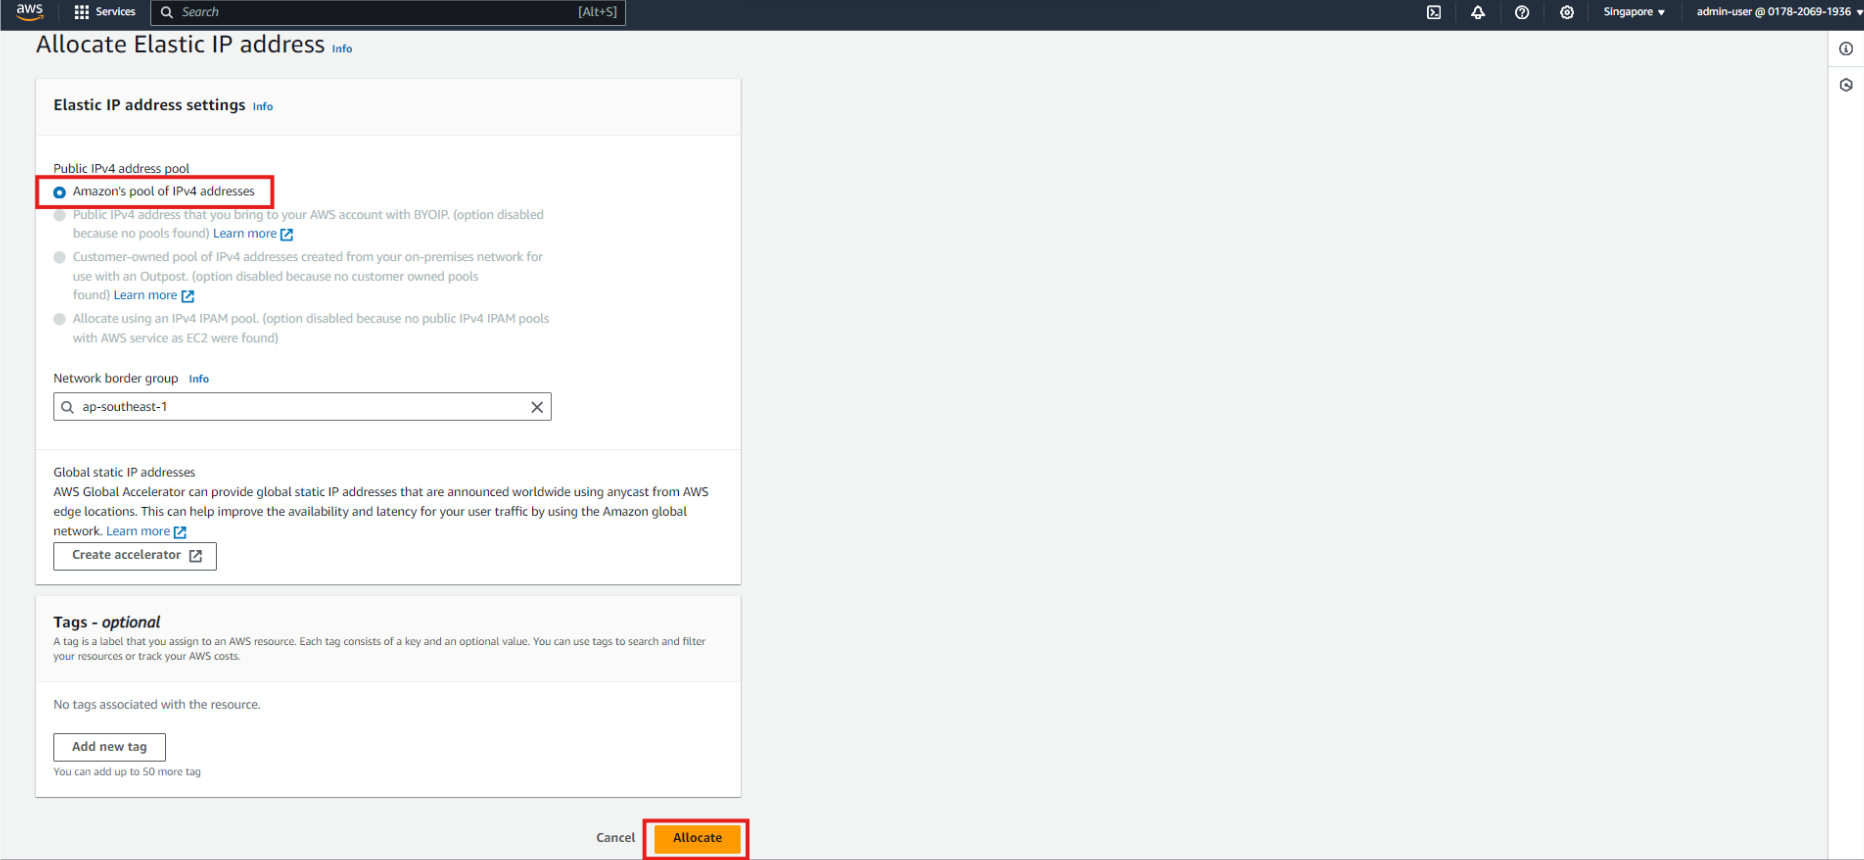 aws
Services
Search
[Alt+S]
Singapore
admin-user @ 0178-2069-1936
Allocate Elastic IP address Info
Elastic IP address settings Info
Public IPv4 address pool
Amazon's pool of IPv4 addresses
Public IPv4 address that you bring to your AWS account with BYOIP. (option disabled
because no pools found) Learn more
Customer-owned pool of IPv4 addresses created from your on-premises network for
use with an Outpost. (option disabled because no customer owned pools
found) Learn more
Allocate using an IPv4 IPAM pool. (option disabled because no public IPv4 IPAM pools
with AWS service as EC2 were found)
Network border group Info
ap-southeast-1
Global static IP addresses
AWS Global Accelerator can provide global static IP addresses that are announced worldwide using anycast from AWS
edge locations. This can help improve the availability and latency for your user traffic by using the Amazon global
network. Learn more
Create accelerator
Tags - optional
A tag is a label that you assign to an AWS resource. Each tag consists of a key and an optional value. You can use tags to search and filter
your resources or track your AWS costs.
No tags associated with the resource.
Add new tag
You can add up to 50 more tag
Cancel
Allocate